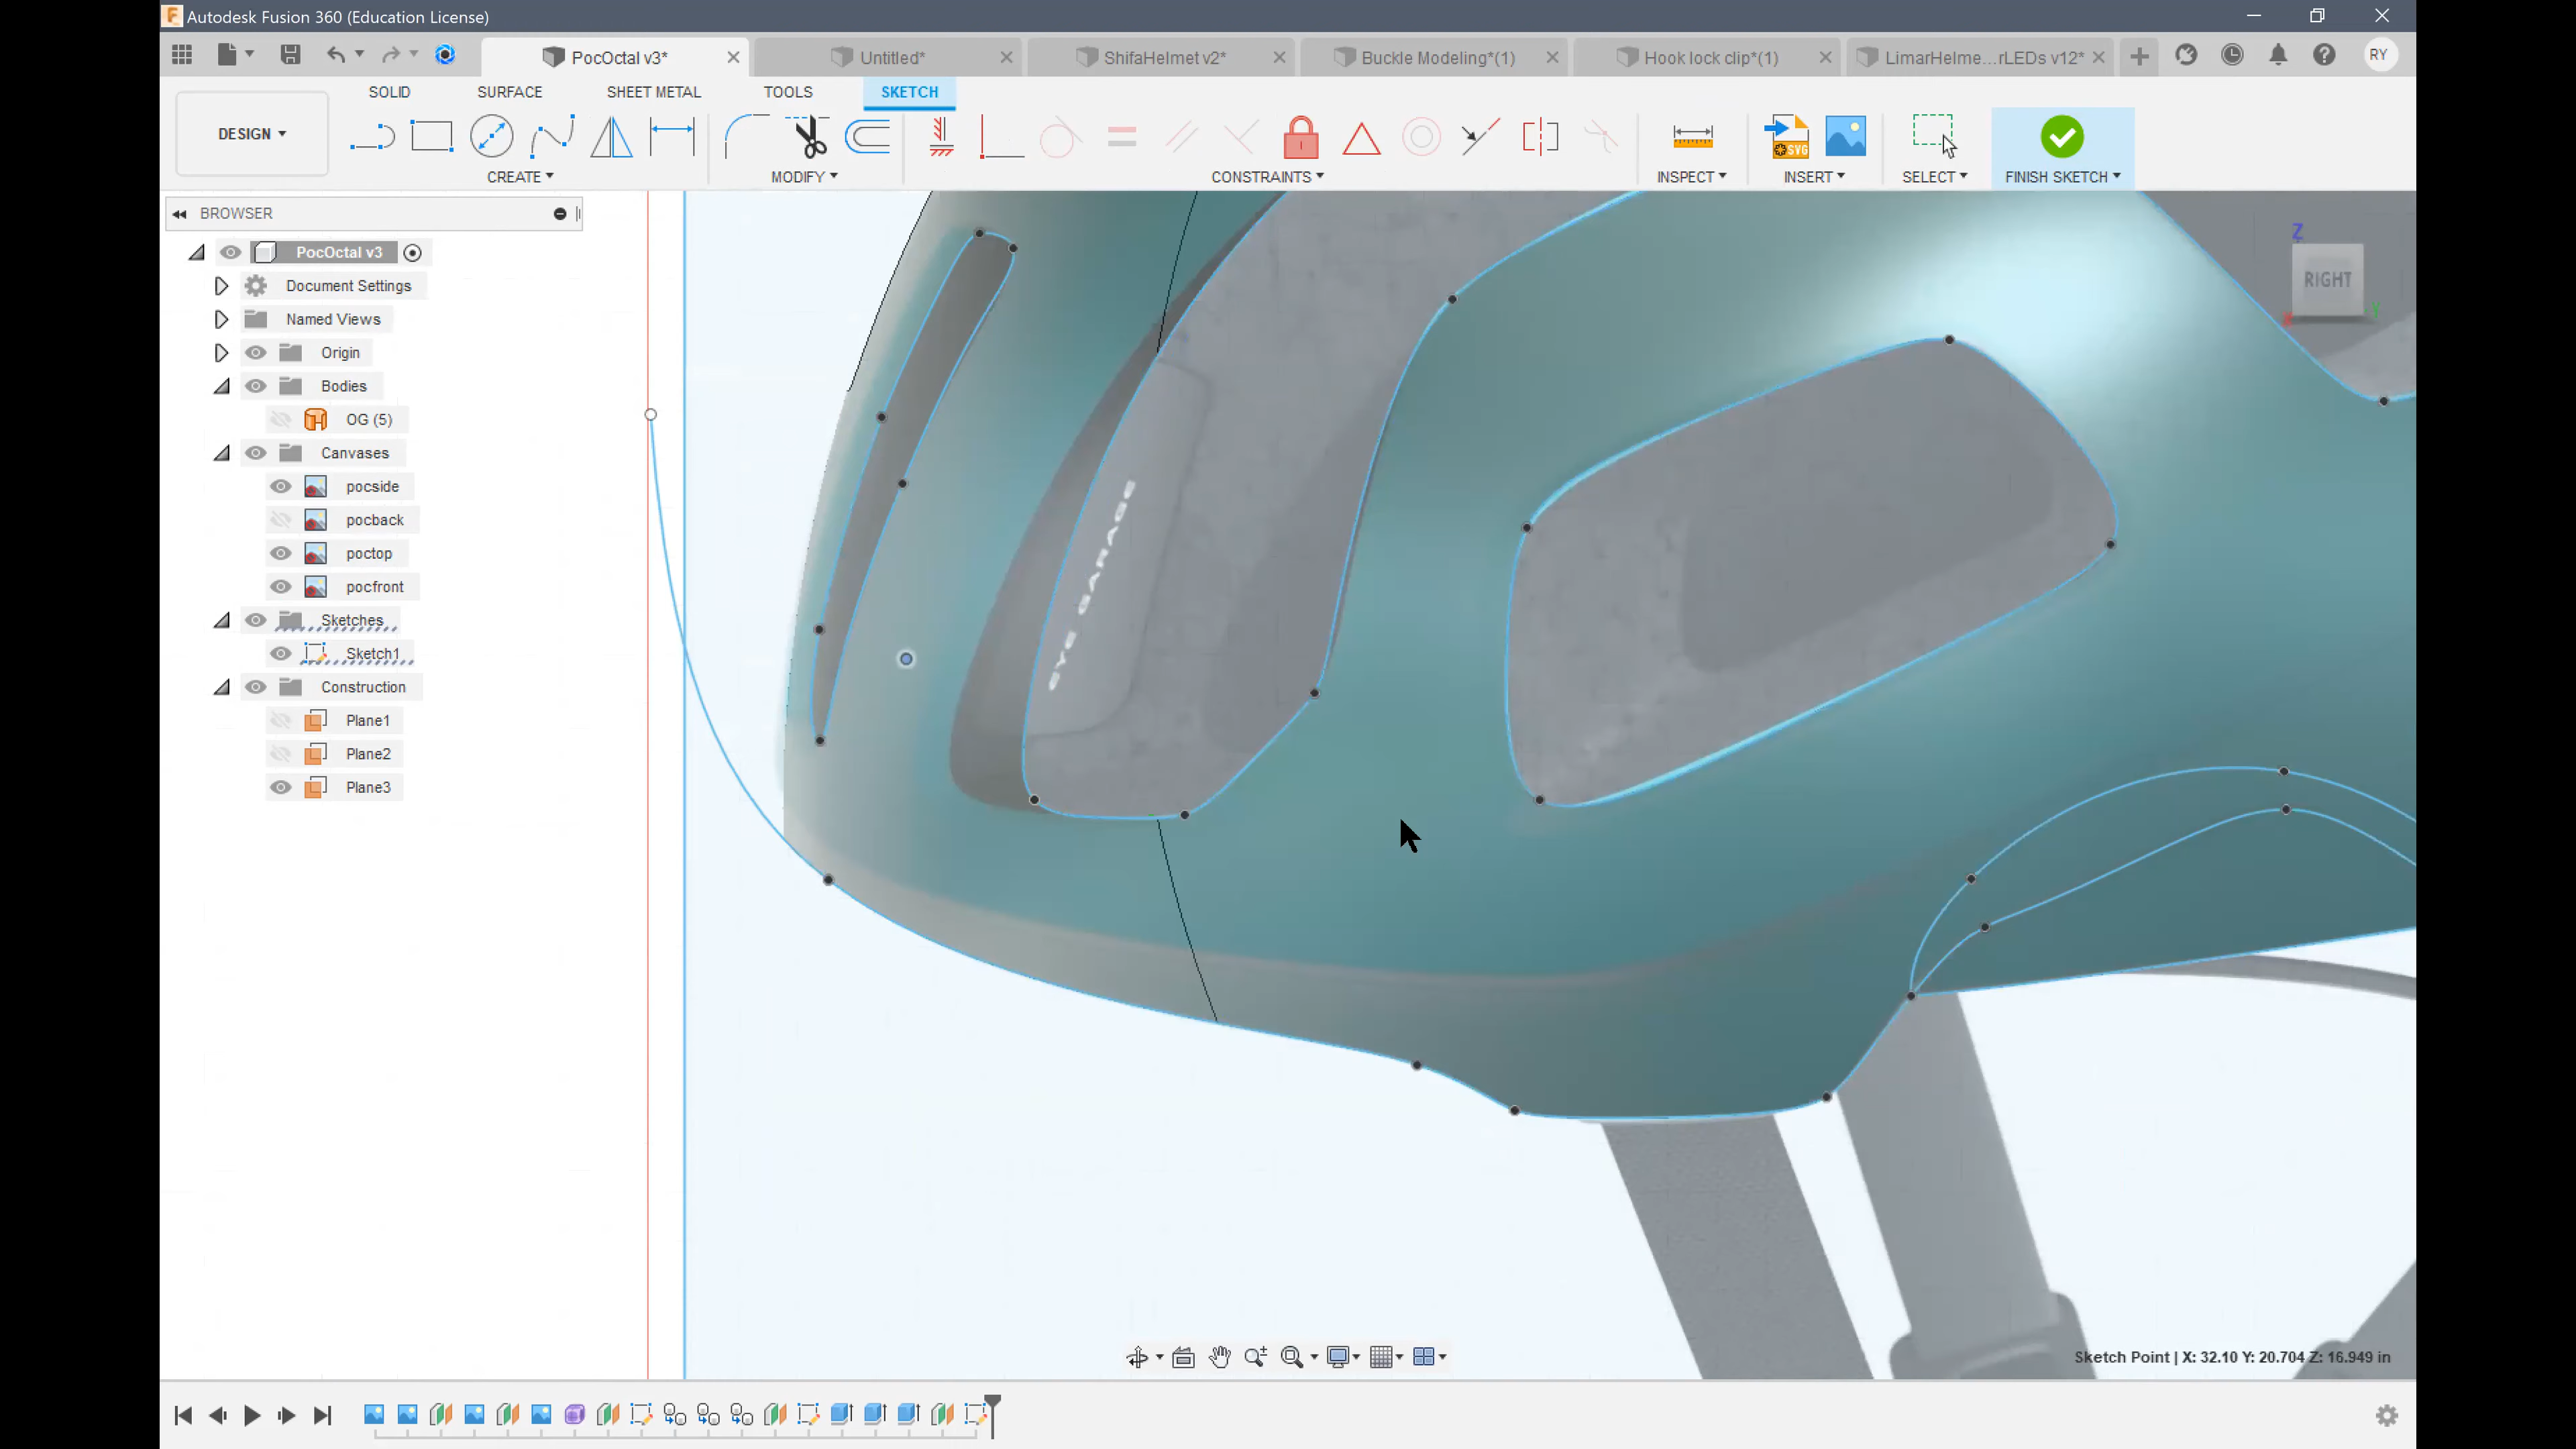 Autodesk Fusion 360 (Education License)
PocOctal v3*
Untitled*
ShifaHelmet v2*
Buckle Modeling*(1)
Hook lock clip*(1)
LimarHelme...rLEDs v12*
RY
SOLID
SURFACE
SHEET METAL
TOOLS
SKETCH
DESIGN
SVG
CREATE
MODIFY
CONSTRAINTS
INSPECT
INSERT
SELECT
FINISH SKETCH
BROWSER
PocOctal v3
Document Settings
Named Views
Origin
Bodies
OG (5)
Canvases
pocside
pocback
poctop
pocfront
Sketches
Sketch1
Construction
Plane1
Plane2
Plane3
Z
RIGHT
Y
Sketch Point | X: 32.10 Y: 20.704 Z: 16.949 in